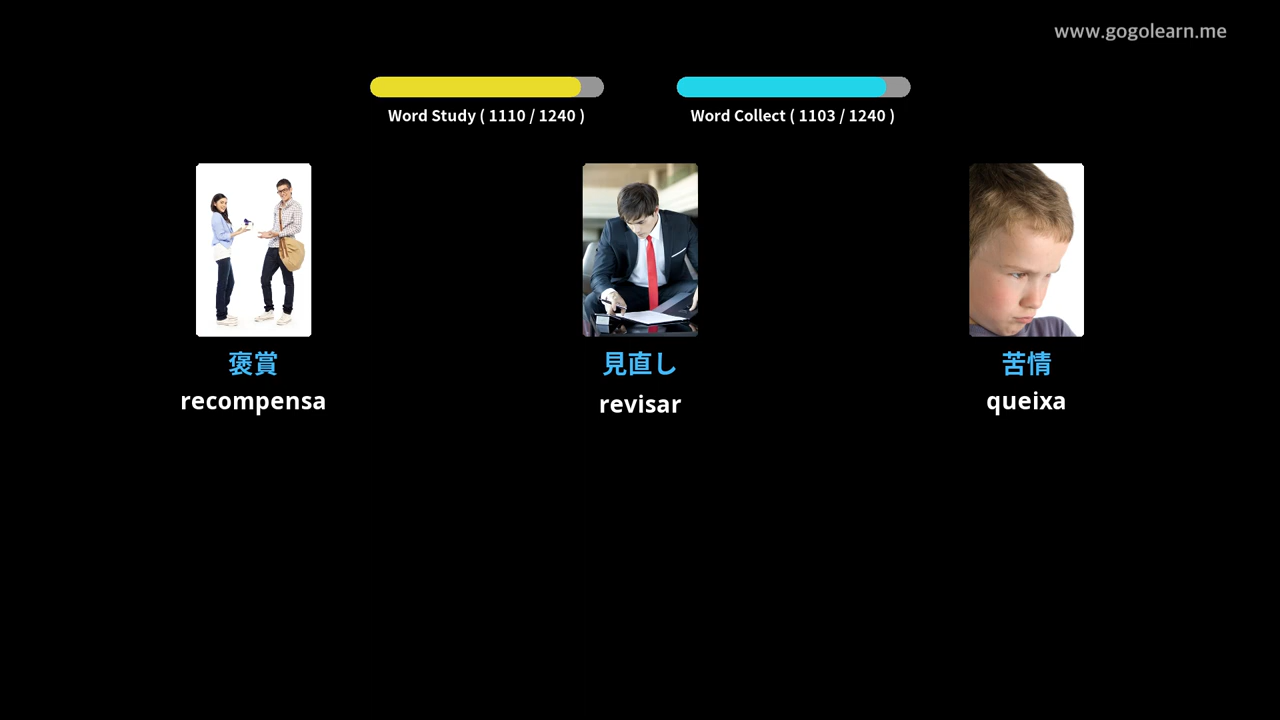 www.gogolearn.me
Word Study ( 1110 / 1240 )
Word Collect ( 1103 / 1240 )
褒賞
recompensa
見直し
revisar
苦情
queixa